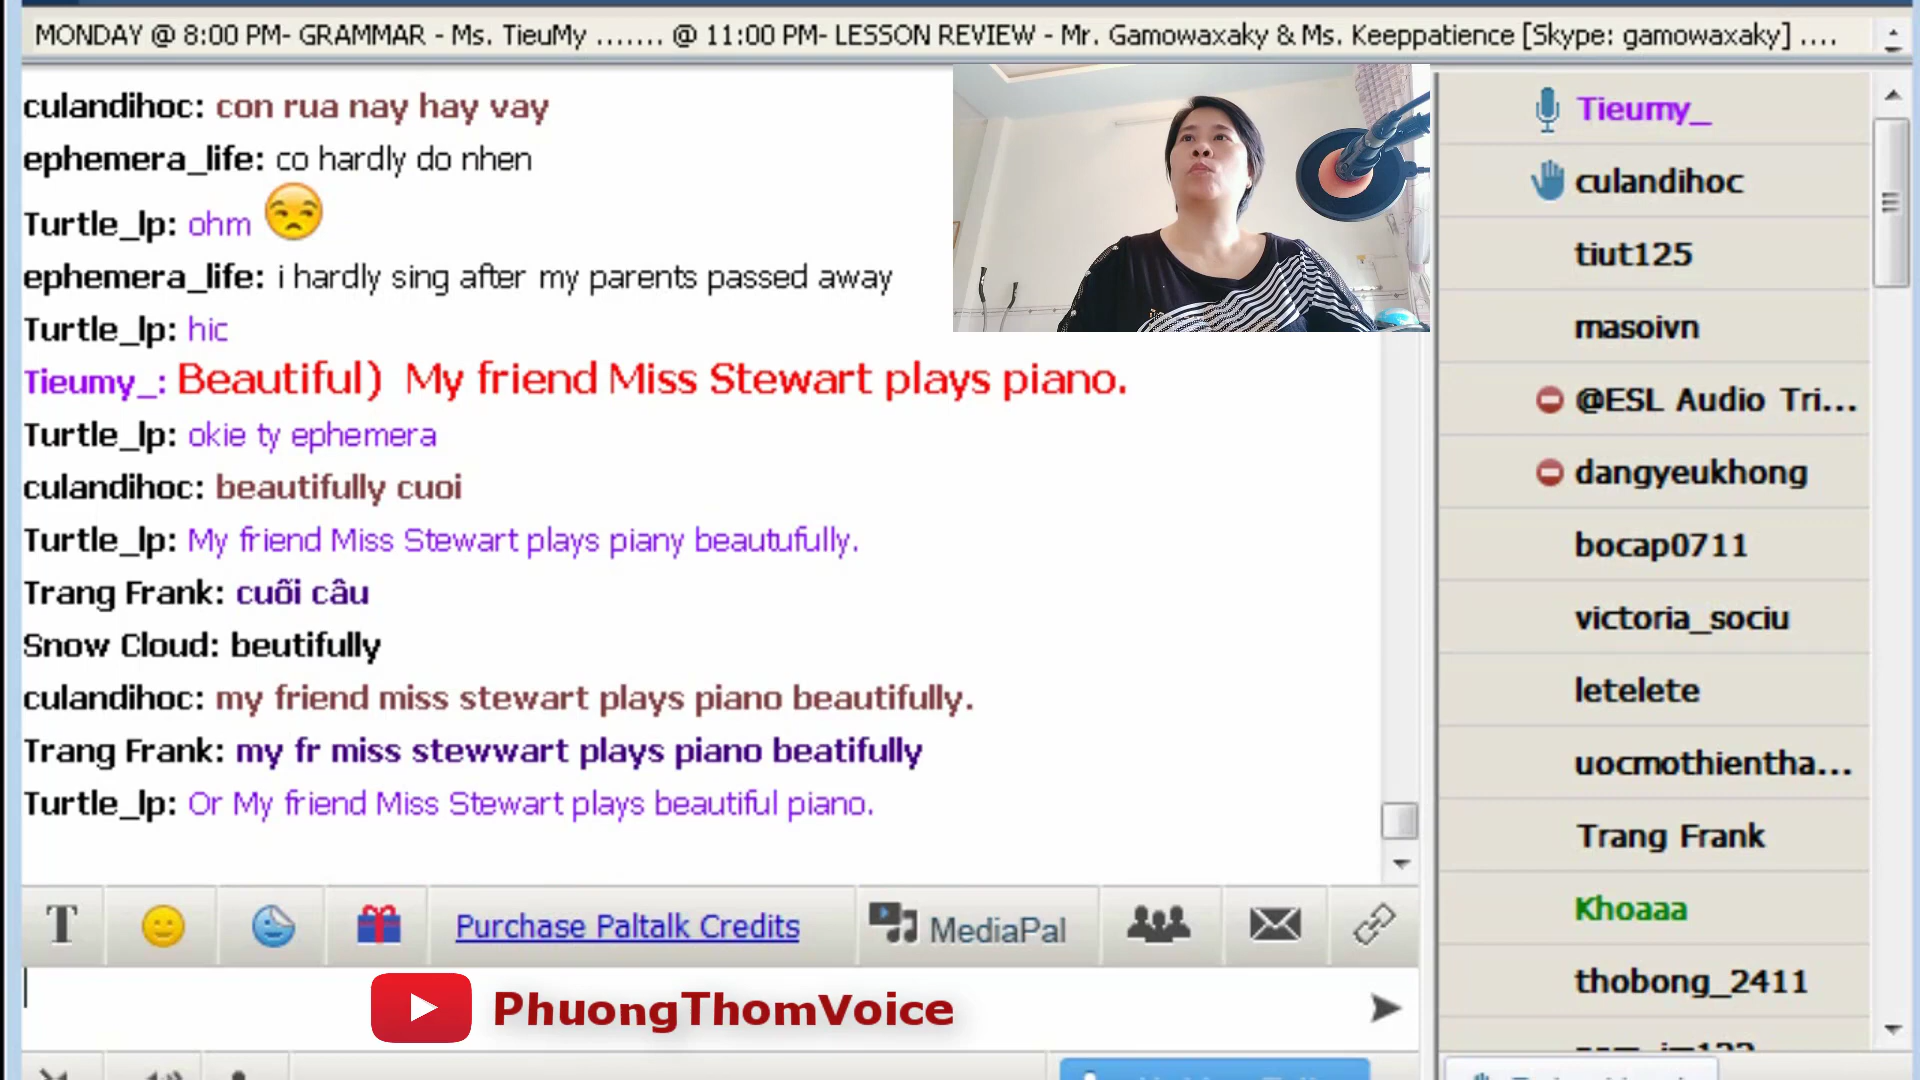 MONDAY @ 8:00 PM- GRAMMAR - Ms. TieuMy ....... @ 11:00 PM- LESSON REVIEW - Mr. Gamowaxaky & Ms. Keeppatience [Skype: gamowaxaky] ....
culandihoc: con rua nay hay vay
ephemera_life: co hardly do nhen
Turtle_lp: ohm
ephemera_life: i hardly sing after my parents passed away
Turtle_lp: hic
Tieumy_: Beautiful) My friend Miss Stewart plays piano.
Turtle_lp: okie ty ephemera
culandihoc: beautifully cuoi
Turtle_lp: My friend Miss Stewart plays piany beautufully.
Trang Frank: cuối câu
Snow Cloud: beutifully
culandihoc: my friend miss stewart plays piano beautifully.
Trang Frank: my fr miss stewwart plays piano beatifully
Turtle_lp: Or My friend Miss Stewart plays beautiful piano.
T
Purchase Paltalk Credits
MediaPal
PhuongThomVoice
Tieumy_
culandihoc
tiut125
masoivn
@ESL Audio Tri...
dangyeukhong
bocap0711
victoria_sociu
letelete
uocmothientha...
Trang Frank
Khoaaa
thobong_2411